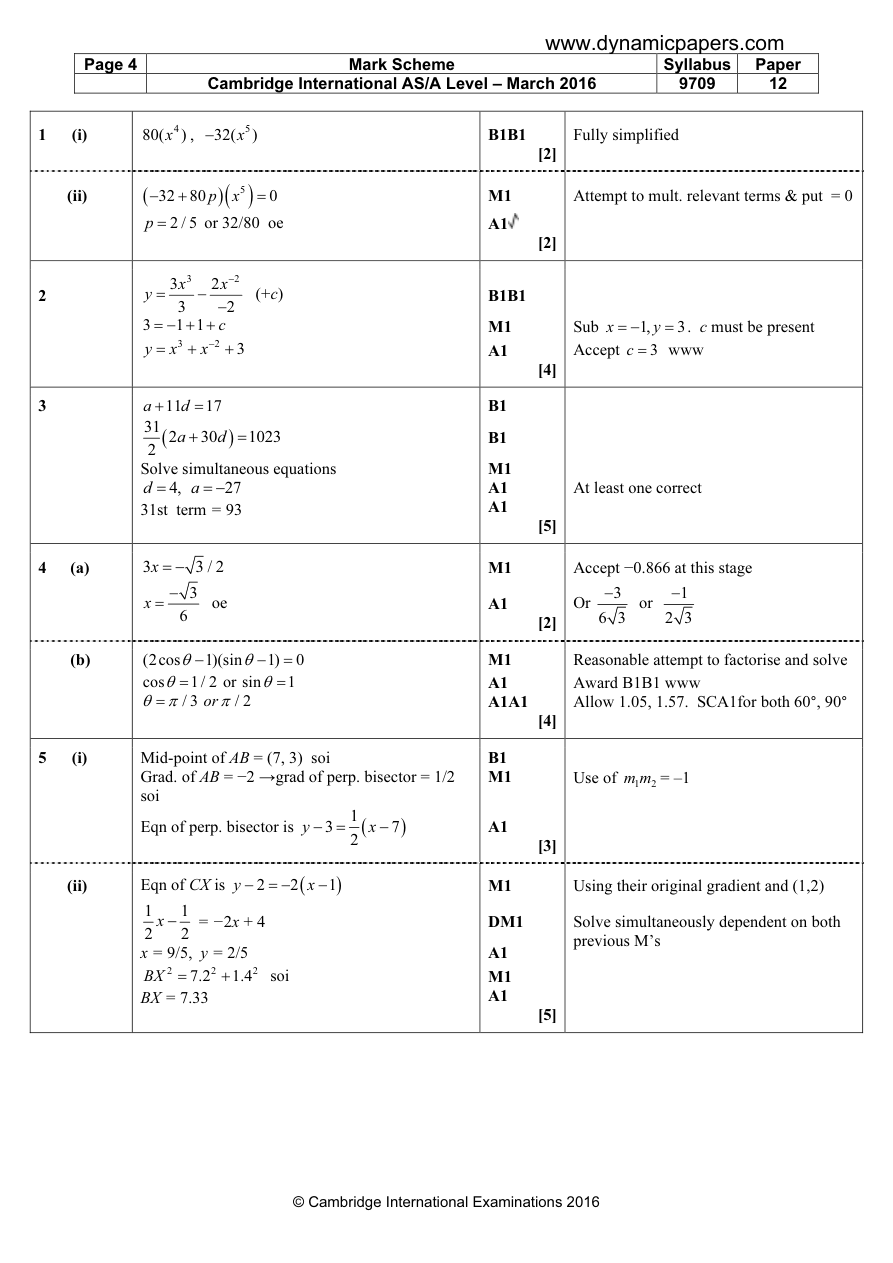 www.dynamicpapers.com
Page 4 Mark Scheme Syllabus Paper
Cambridge International AS/A Level – March 2016 9709 12
1 (i) 80(x⁴) , −32(x⁵) B1B1 Fully simplified
[2]
(ii) (−32 + 80p)(x⁵) = 0 M1 Attempt to mult. relevant terms & put = 0
p = 2 / 5 or 32/80 oe A1√
[2]
2 y = 3x³/3 − 2x⁻²/−2 (+c) B1B1
3 = −1 + 1 + c M1 Sub x = −1, y = 3 . c must be present
y = x³ + x⁻² + 3 A1 Accept c = 3 www
[4]
3 a + 11d = 17 B1
31/2 (2a + 30d) = 1023 B1
Solve simultaneous equations M1
d = 4, a = −27 A1 At least one correct
31st term = 93 A1
[5]
4 (a) 3x = −√3 / 2 M1 Accept −0.866 at this stage
x = −√3/6 oe A1 Or −3/6√3 or −1/2√3
[2]
(b) (2 cos θ − 1)(sin θ − 1) = 0 M1 Reasonable attempt to factorise and solve
cos θ = 1 / 2 or sin θ = 1 A1 Award B1B1 www
θ = π / 3 or π / 2 A1A1 Allow 1.05, 1.57. SCA1for both 60°, 90°
[4]
5 (i) Mid-point of AB = (7, 3) soi B1
Grad. of AB = −2 →grad of perp. bisector = 1/2 M1 Use of m₁m₂ = –1
soi
Eqn of perp. bisector is y − 3 = 1/2 (x − 7) A1
[3]
(ii) Eqn of CX is y − 2 = −2(x − 1) M1 Using their original gradient and (1,2)
1/2 x − 1/2 = −2x + 4 DM1 Solve simultaneously dependent on both
previous M’s
x = 9/5, y = 2/5 A1
BX² = 7.2² + 1.4² soi M1
BX = 7.33 A1
[5]
© Cambridge International Examinations 2016